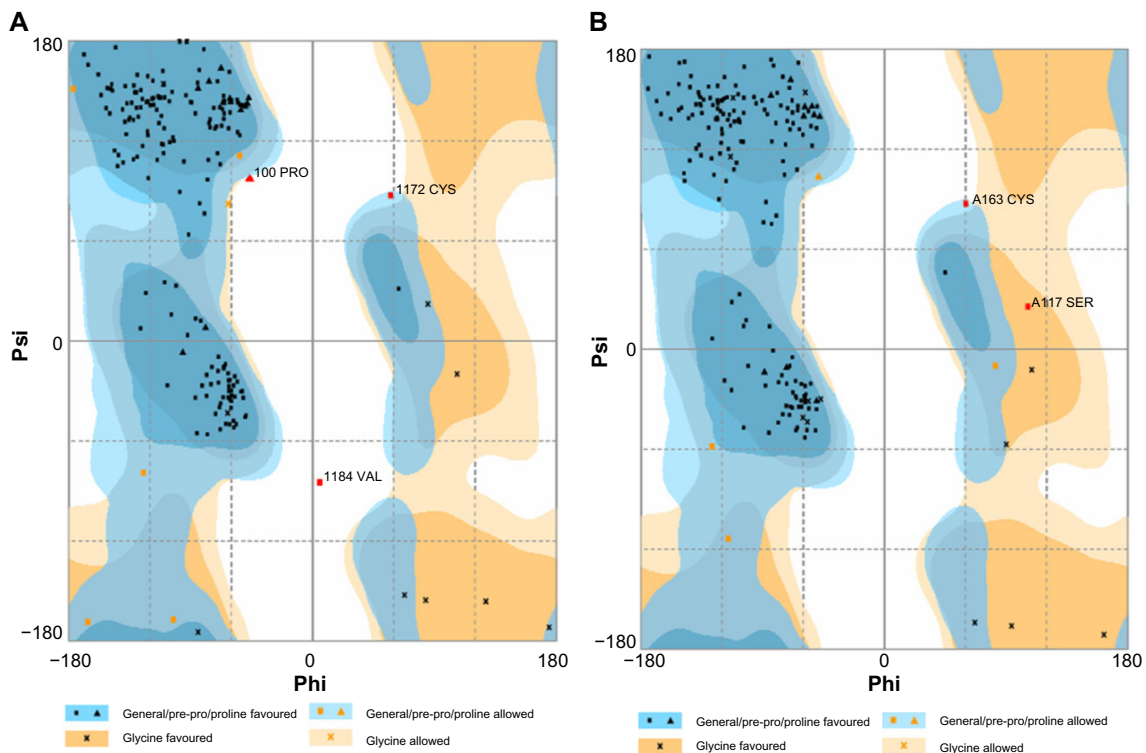 A
180
100 PRO
1172 CYS
Psi
0
1184 VAL
−180
−180
0
180
Phi
General/pre-pro/proline favoured
General/pre-pro/proline allowed
Glycine favoured
Glycine allowed
B
180
A163 CYS
A117 SER
Psi
0
−180
−180
0
180
Phi
General/pre-pro/proline favoured
General/pre-pro/proline allowed
Glycine favoured
Glycine allowed